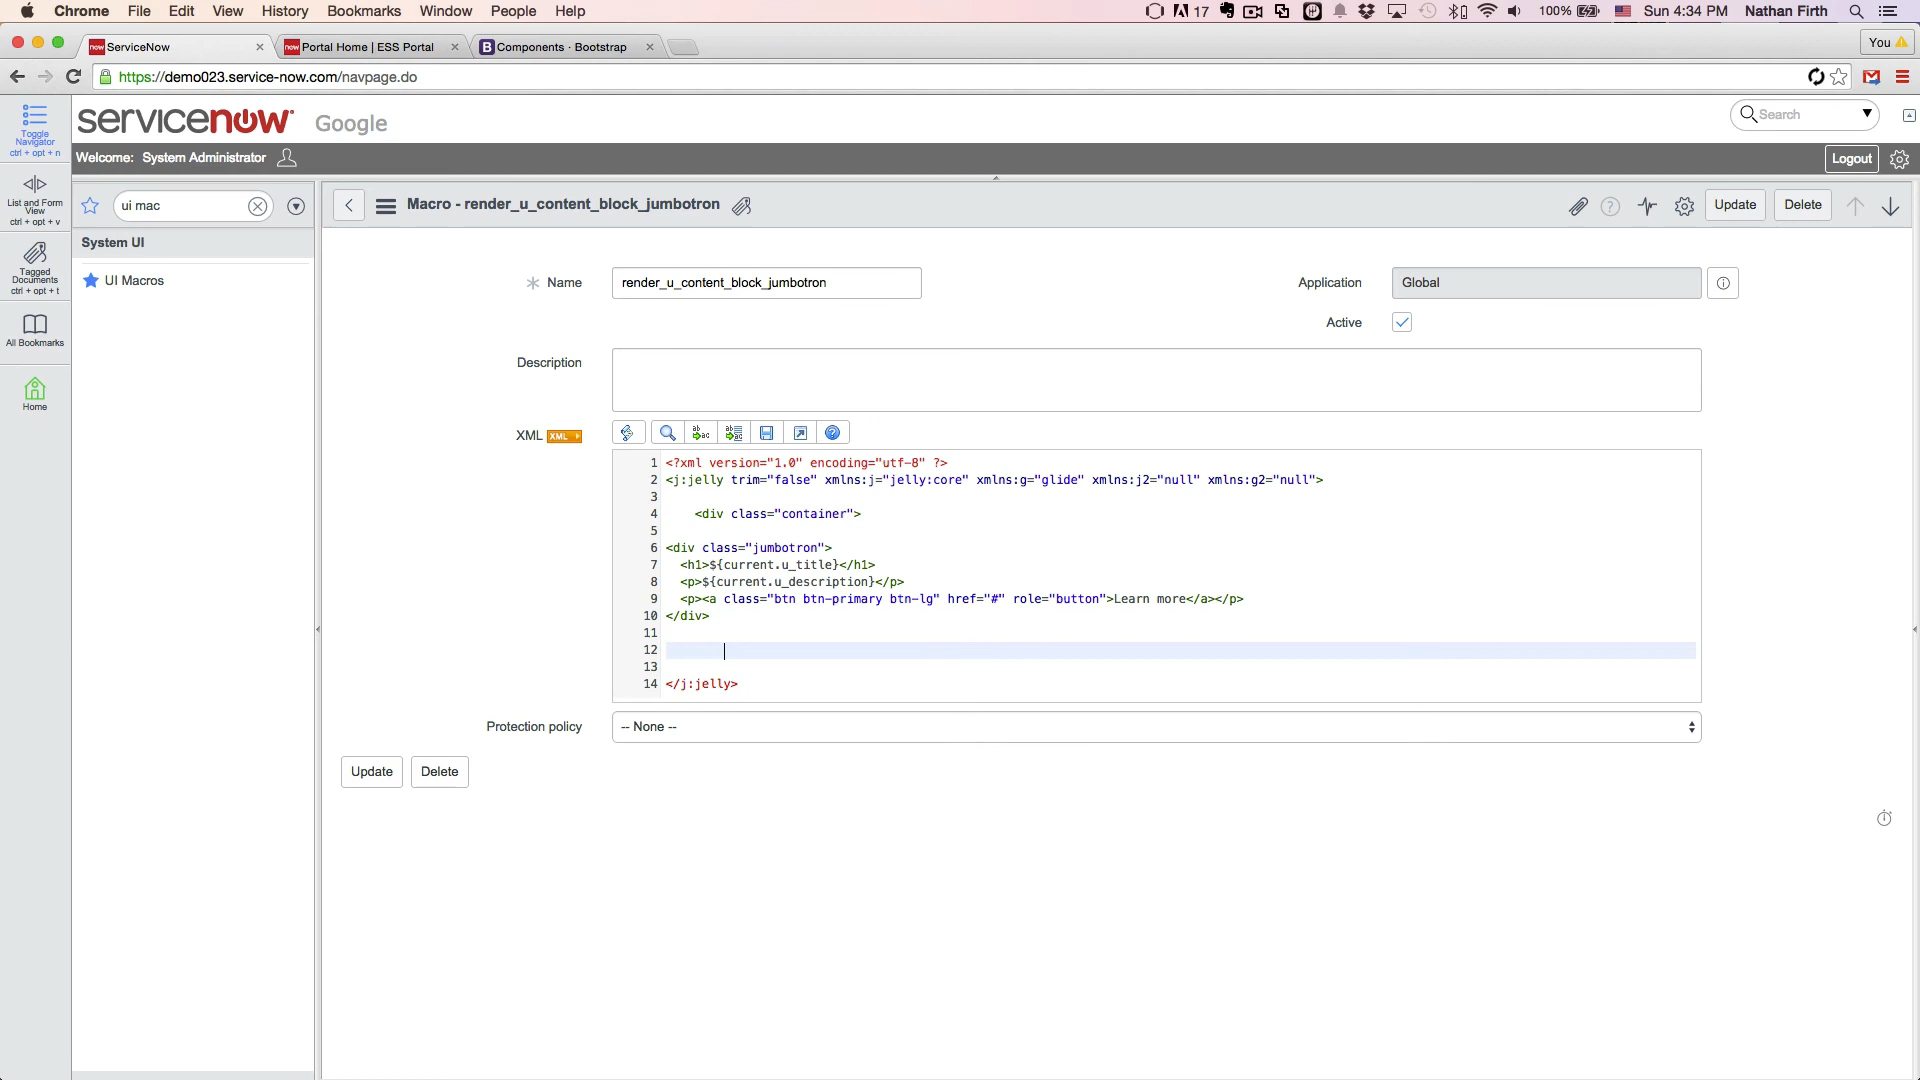 Chrome File Edit View History Bookmarks Window People Help 17 100% Sun 4:34 PM Nathan Firth
now ServiceNow
now Portal Home | ESS Portal
B Components · Bootstrap
You
https://demo023.service-now.com/navpage.do
servicenow Google
Search
Welcome: System Administrator
Logout
Toggle
Navigator
ctrl + opt + n
List and Form
View
ctrl + opt + v
Tagged
Documents
ctrl + opt + t
All Bookmarks
Home
ui mac
System UI
UI Macros
Macro - render_u_content_block_jumbotron
Update Delete
Name render_u_content_block_jumbotron
Application Global
Active
Description
XML XML
1 <?xml version="1.0" encoding="utf-8" ?>
2 <j:jelly trim="false" xmlns:j="jelly:core" xmlns:g="glide" xmlns:j2="null" xmlns:g2="null">
3
4 <div class="container">
5
6 <div class="jumbotron">
7 <h1>${current.u_title}</h1>
8 <p>${current.u_description}</p>
9 <p><a class="btn btn-primary btn-lg" href="#" role="button">Learn more</a></p>
10 </div>
11
12
13
14 </j:jelly>
Protection policy -- None --
Update Delete